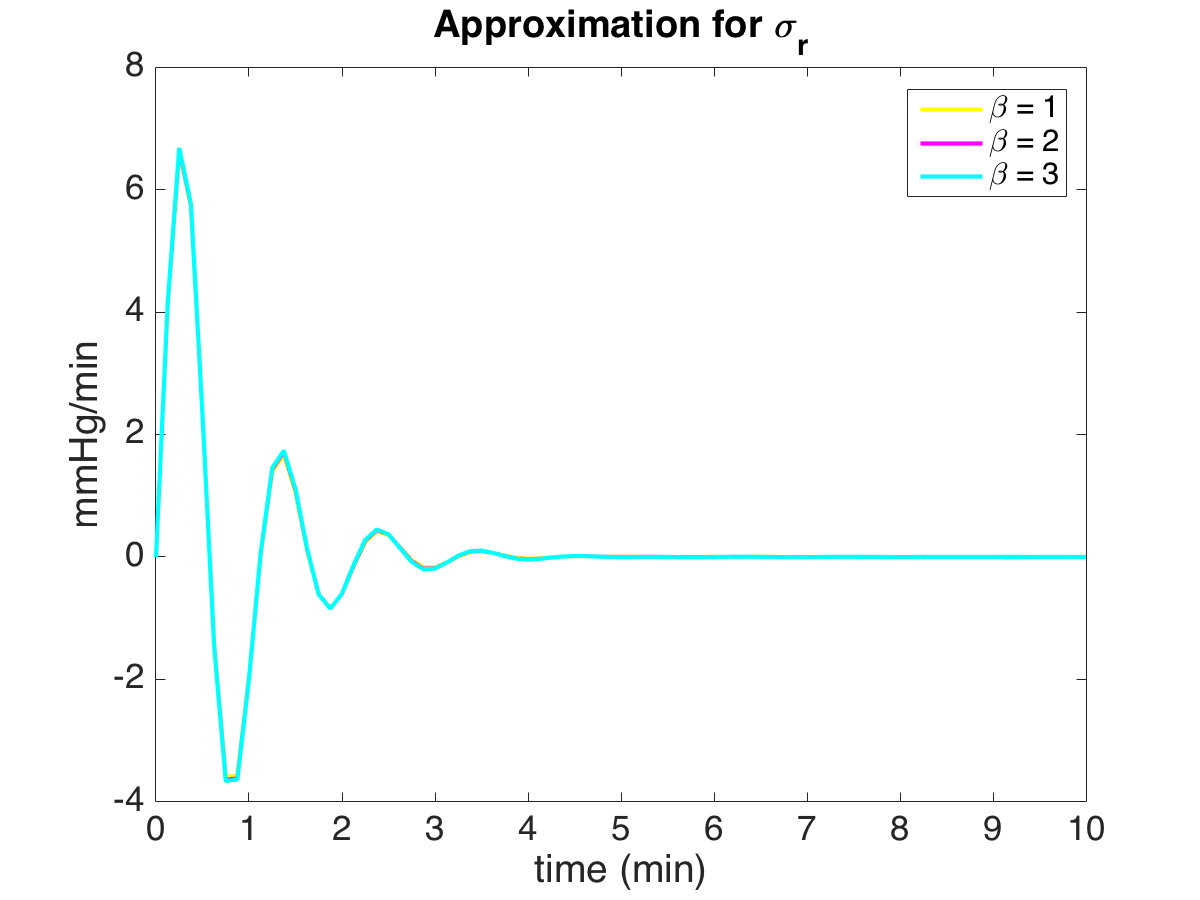 Approximation for σr
8
6
4
2
0
-2
-4
mmHg/min
β = 1
β = 2
β = 3
0 1 2 3 4 5 6 7 8 9 10
time (min)